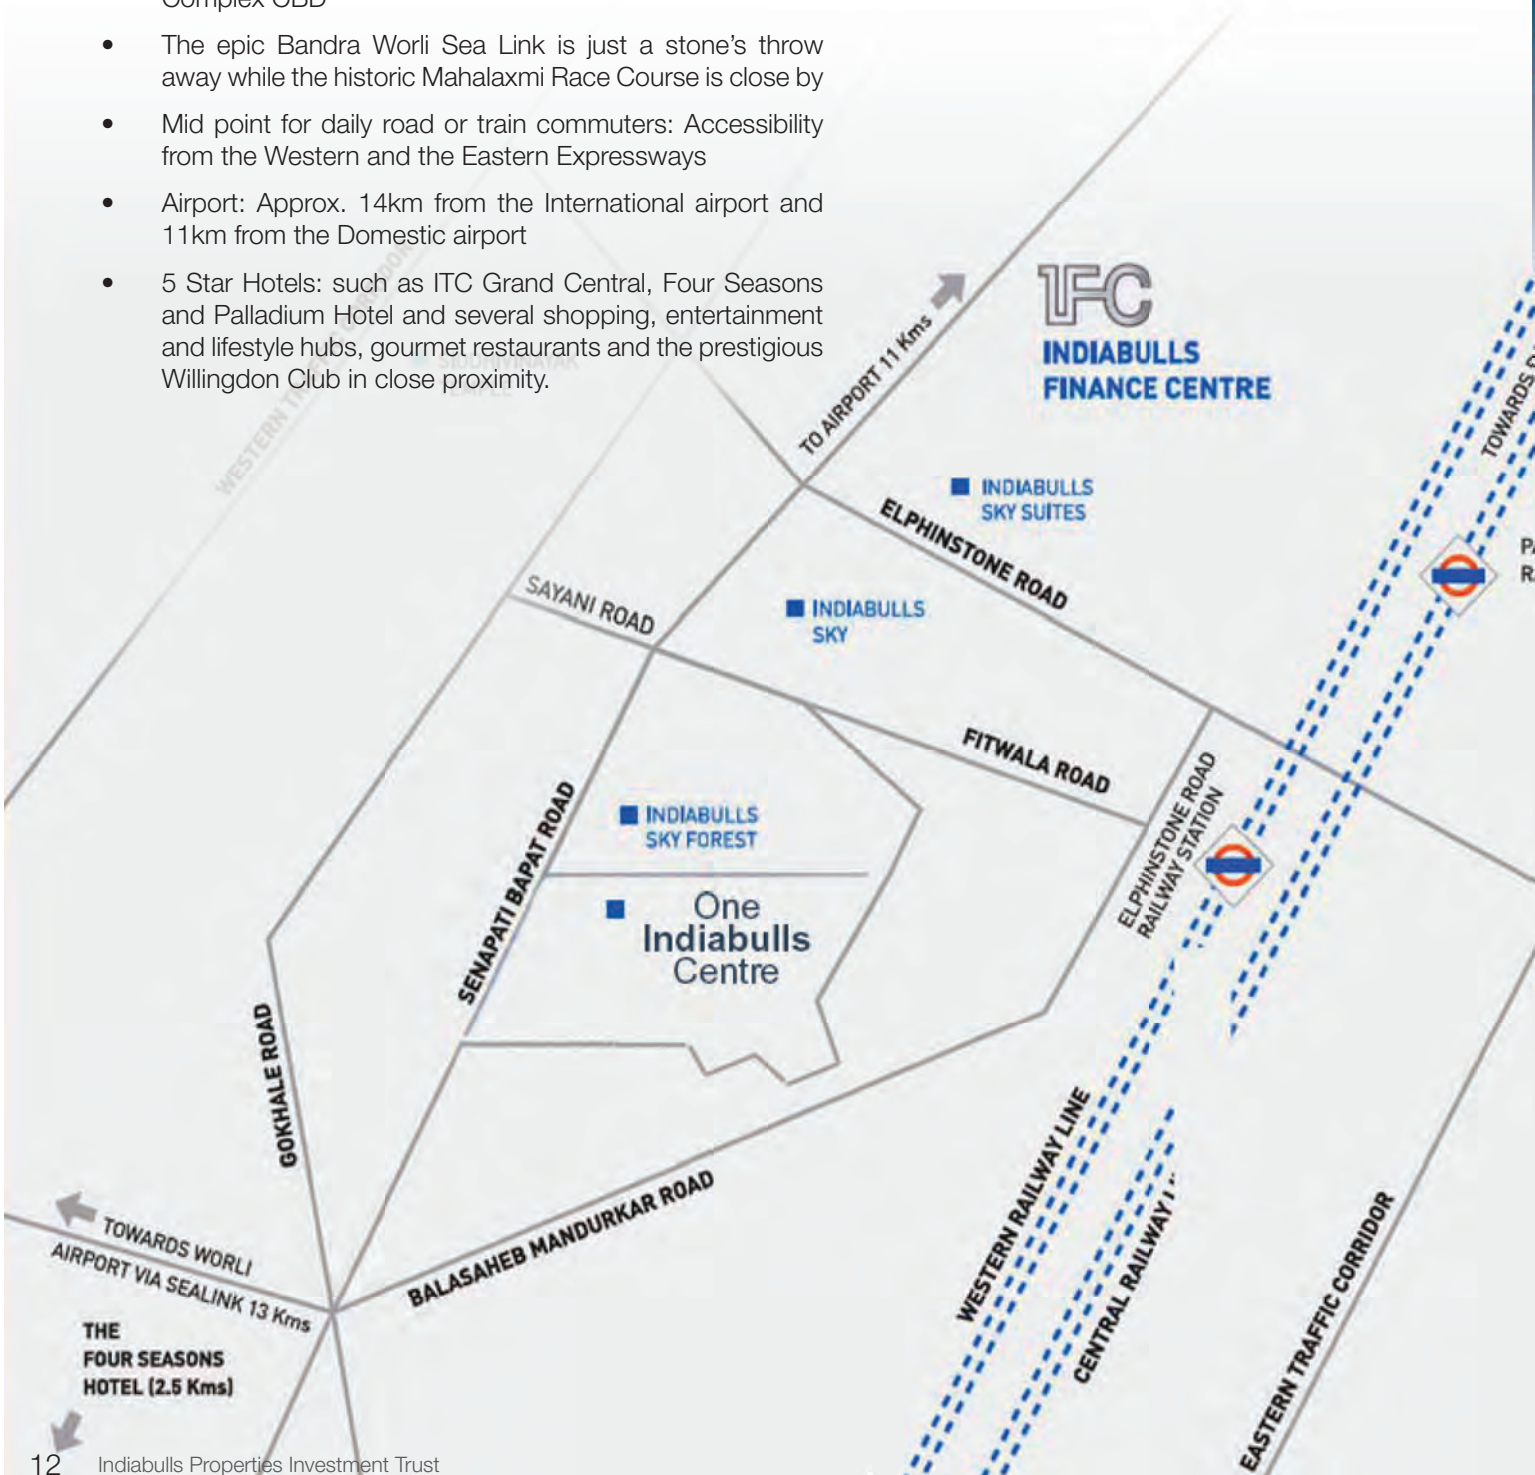 Complex CBD
• The epic Bandra Worli Sea Link is just a stone's throw
away while the historic Mahalaxmi Race Course is close by
• Mid point for daily road or train commuters: Accessibility
from the Western and the Eastern Expressways
• Airport: Approx. 14km from the International airport and
11km from the Domestic airport
• 5 Star Hotels: such as ITC Grand Central, Four Seasons
and Palladium Hotel and several shopping, entertainment
and lifestyle hubs, gourmet restaurants and the prestigious
Willingdon Club in close proximity.
SIDDHIVINAYAK
TEMPLE
TO AIRPORT 11 Kms
IFC
INDIABULLS
FINANCE CENTRE
TOWARDS
INDIABULLS
SKY SUITES
ELPHINSTONE ROAD
SAYANI ROAD
INDIABULLS
SKY
FITWALA ROAD
ELPHINSTONE ROAD
RAILWAY STATION
SENAPATI BAPAT ROAD
INDIABULLS
SKY FOREST
One
Indiabulls
Centre
GOKHALE ROAD
BALASAHEB MANDURKAR ROAD
WESTERN RAILWAY LINE
CENTRAL RAILWAY
EASTERN TRAFFIC CORRIDOR
TOWARDS WORLI
AIRPORT VIA SEALINK 13 Kms
THE
FOUR SEASONS
HOTEL (2.5 Kms)
12 Indiabulls Properties Investment Trust